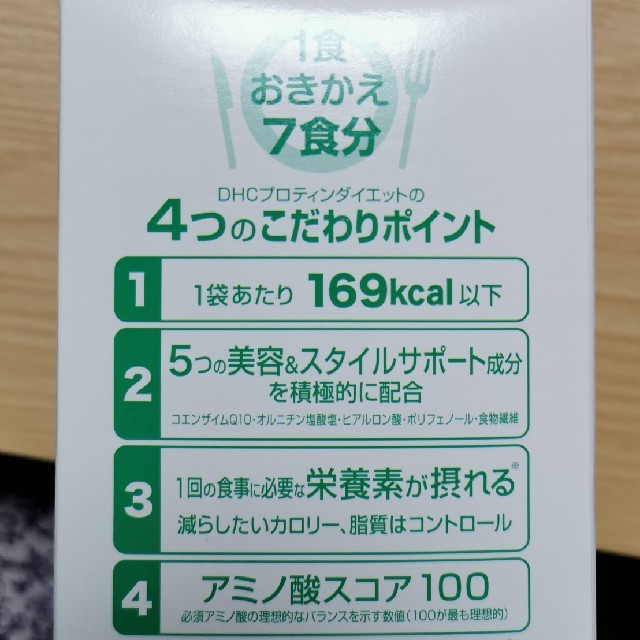 1食
おきかえ
7食分
DHCプロティンダイエットの
4つのこだわりポイント
1 1袋あたり 169kcal以下
2 5つの美容&スタイルサポート成分
を積極的に配合
コエンザイムQ10・オルニチン塩酸塩・ヒアルロン酸・ポリフェノール・食物繊維
3 1回の食事に必要な栄養素が摂れる※
減らしたいカロリー、脂質はコントロール
4 アミノ酸スコア100
必須アミノ酸の理想的なバランスを示す数値(100が最も理想的)